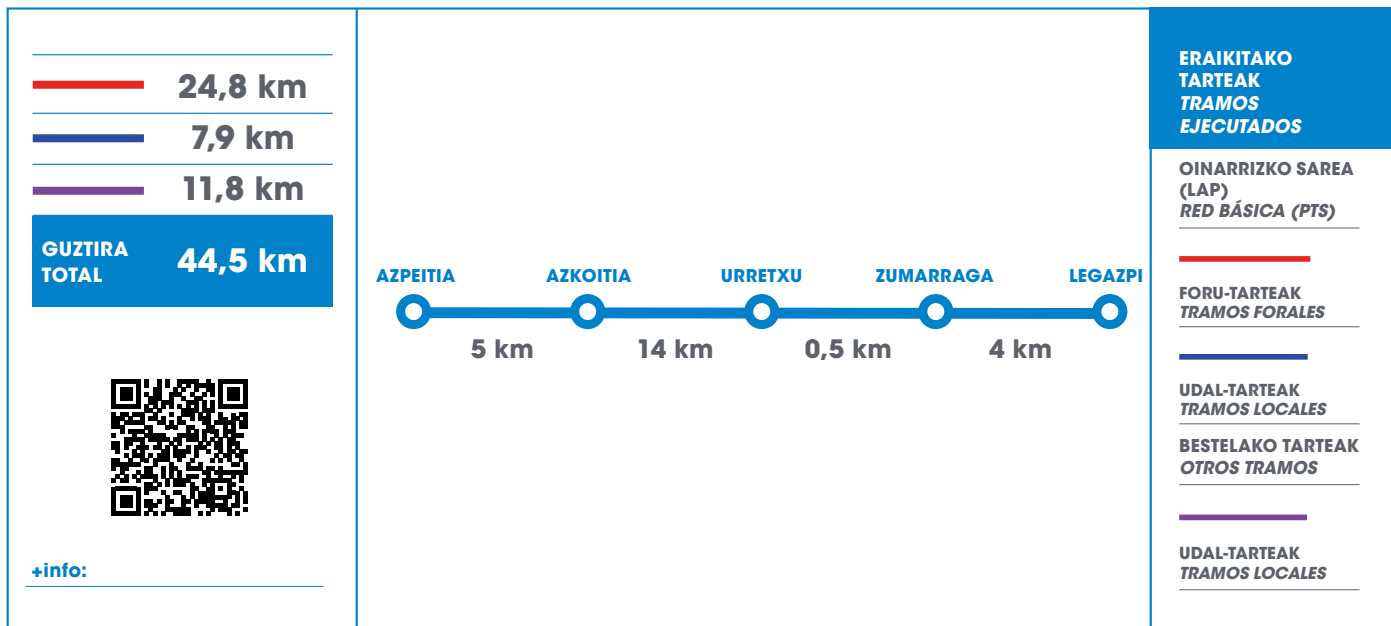 24,8 km
7,9 km
11,8 km
GUZTIRA
TOTAL
44,5 km
+info:
AZPEITIA AZKOITIA URRETXU ZUMARRAGA LEGAZPI
5 km 14 km 0,5 km 4 km
ERAIKITAKO
TARTEAK
TRAMOS
EJECUTADOS
OINARRIZKO SAREA
(LAP)
RED BÁSICA (PTS)
FORU-TARTEAK
TRAMOS FORALES
UDAL-TARTEAK
TRAMOS LOCALES
BESTELAKO TARTEAK
OTROS TRAMOS
UDAL-TARTEAK
TRAMOS LOCALES